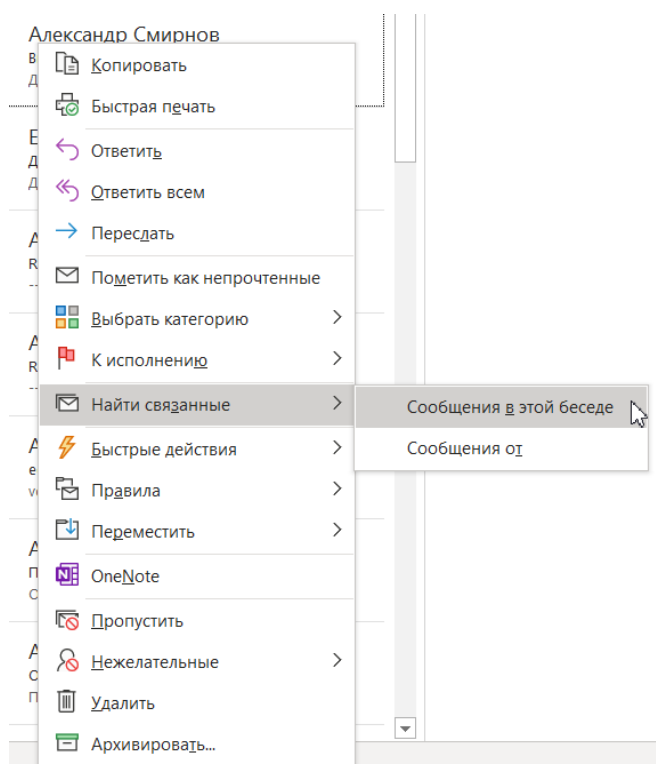 Александр Смирнов
Копировать
Быстрая печать
Ответить
Ответить всем
Переслать
Пометить как непрочтенные
Выбрать категорию
К исполнению
Найти связанные
Сообщения в этой беседе
Сообщения от
Быстрые действия
Правила
Переместить
OneNote
Пропустить
Нежелательные
Удалить
Архивировать...